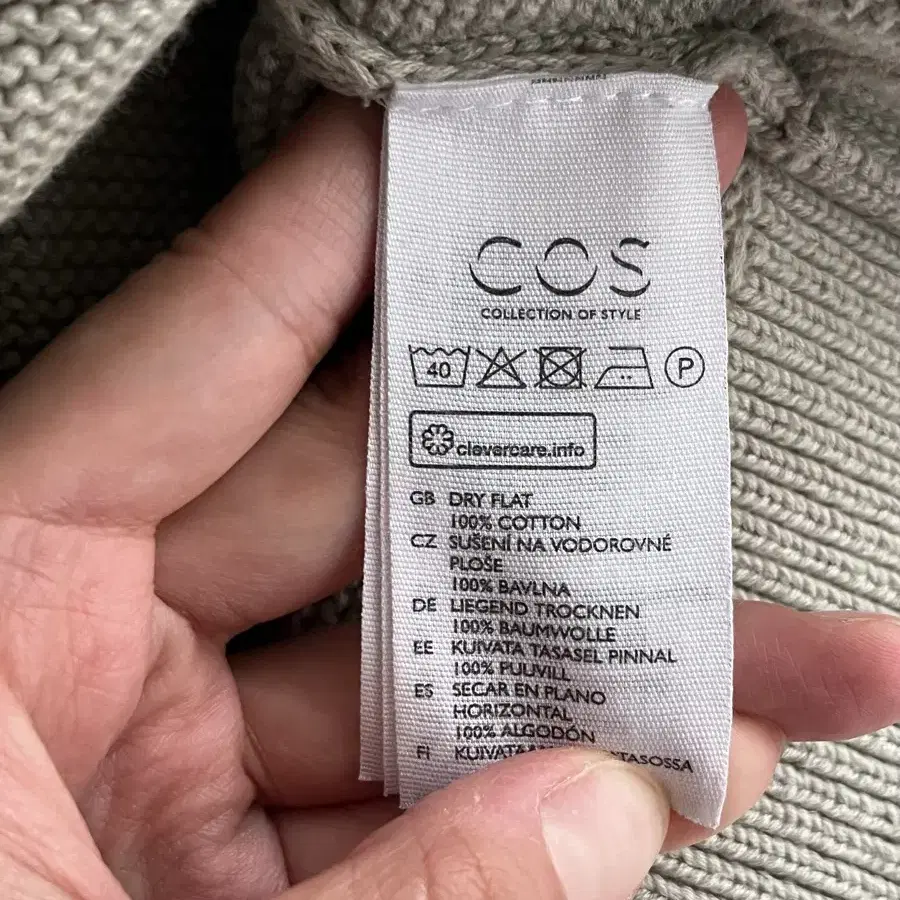 COS
COLLECTION OF STYLE
40 P
clevercare.info
GB DRY FLAT
100% COTTON
CZ SUŠENÍ NA VODOROVNÉ
PLOŠE
100% BAVLNA
DE LIEGEND TROCKNEN
100% BAUMWOLLE
EE KUIVATA TASASEL PINNAL
100% PUUVILL
ES SECAR EN PLANO
HORIZONTAL
100% ALGODÓN
FI